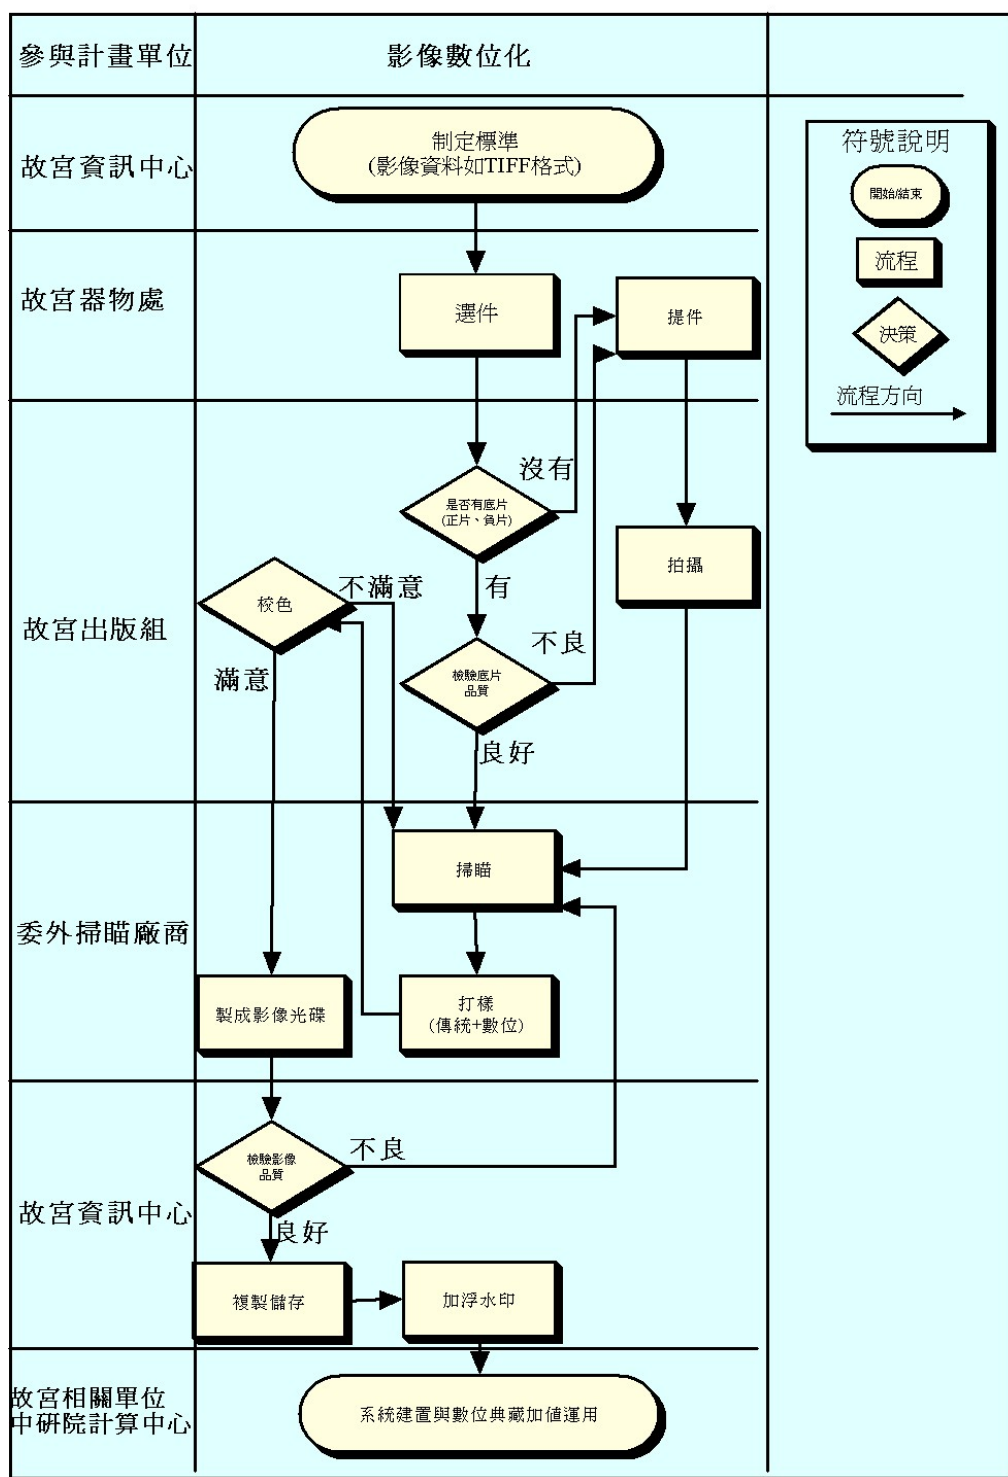 參與計畫單位
影像數位化
故宮資訊中心
制定標準
(影像資料如TIFF格式)
符號說明
開始/結束
流程
決策
流程方向
故宮器物處
選件
提件
故宮出版組
沒有
是否有底片
(正片、負片)
有
拍攝
校色
不滿意
滿意
不良
檢驗底片
品質
良好
委外掃瞄廠商
掃瞄
製成影像光碟
打樣
(傳統+數位)
故宮資訊中心
檢驗影像
品質
不良
良好
複製儲存
加浮水印
故宮相關單位
中研院計算中心
系統建置與數位典藏加值運用